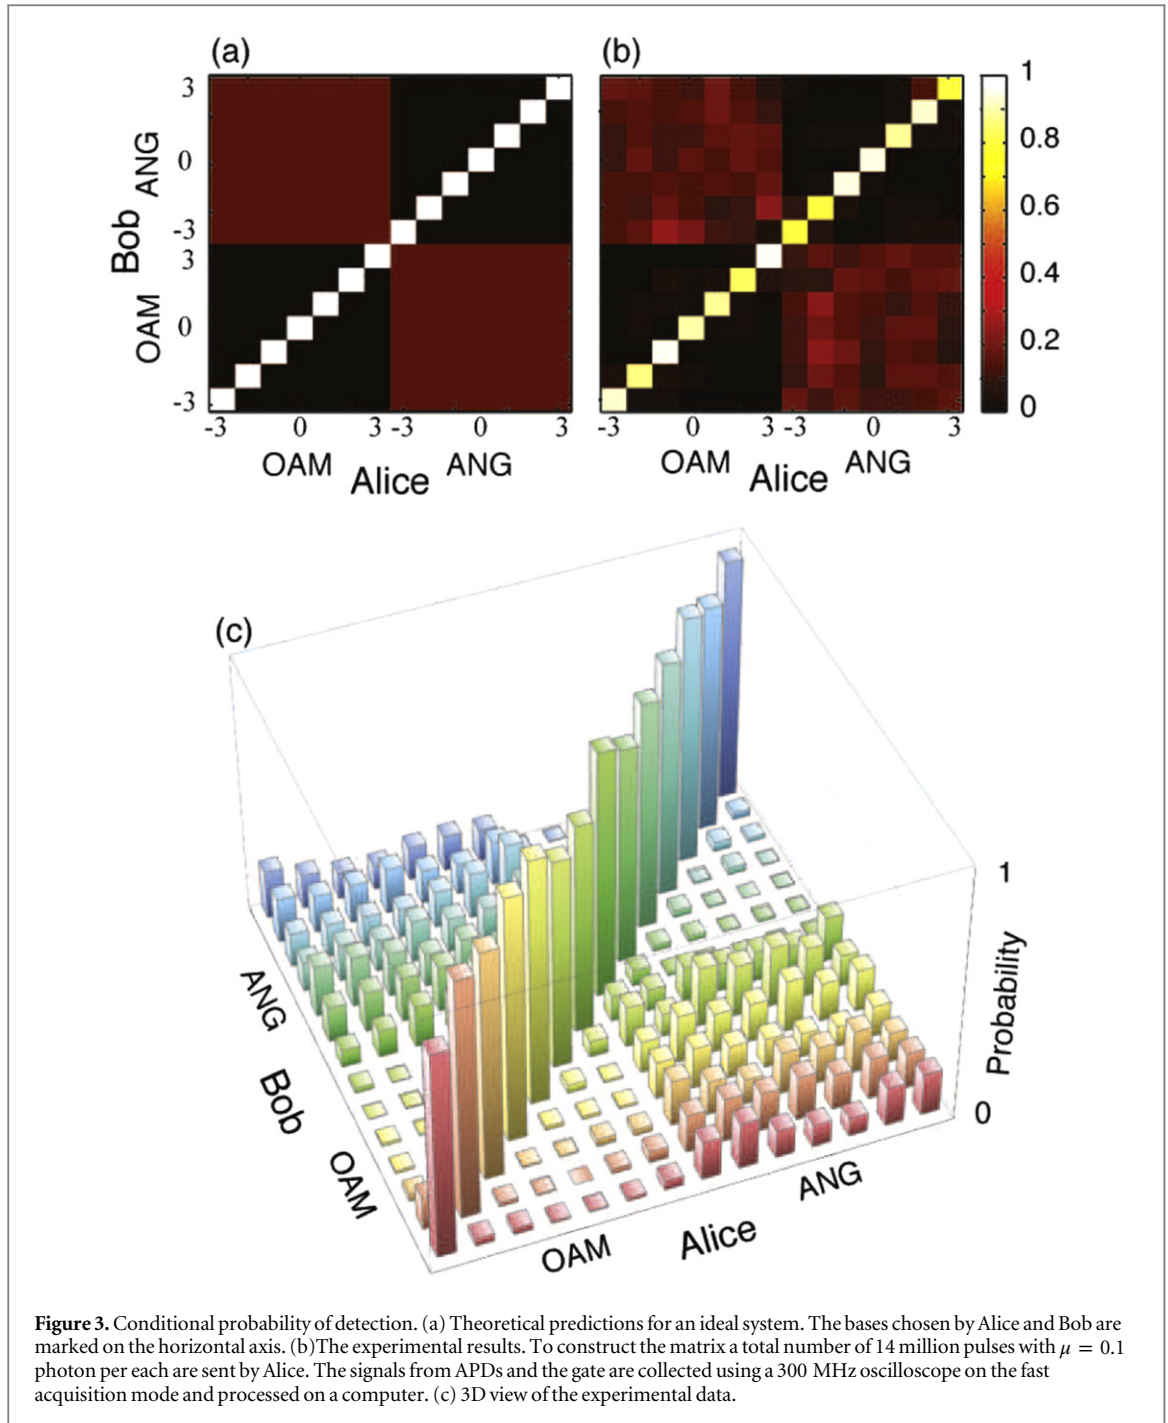 (a)
(b)
3
0
-3
ANG
3
0
-3
OAM
Bob
-3
0
3
-3
0
3
OAM
ANG
Alice
-3
0
3
-3
0
3
OAM
ANG
Alice
1
0.8
0.6
0.4
0.2
0
(c)
1
Probability
0
ANG
Bob
OAM
OAM
Alice
ANG
Figure 3. Conditional probability of detection. (a) Theoretical predictions for an ideal system. The bases chosen by Alice and Bob are
marked on the horizontal axis. (b)The experimental results. To construct the matrix a total number of 14 million pulses with μ = 0.1
photon per each are sent by Alice. The signals from APDs and the gate are collected using a 300 MHz oscilloscope on the fast
acquisition mode and processed on a computer. (c) 3D view of the experimental data.